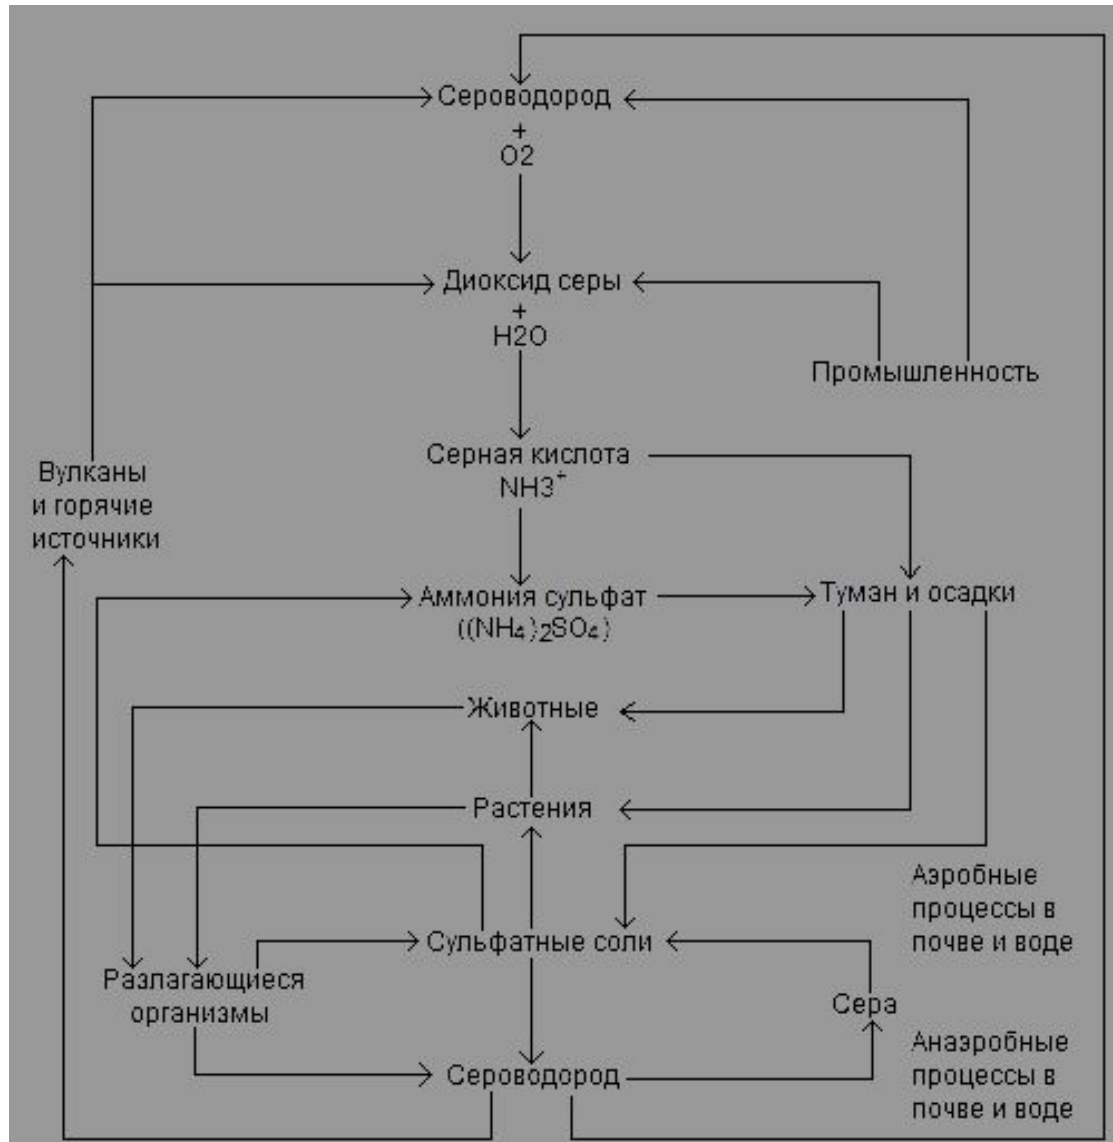 Сероводород
+
O2
Диоксид серы
+
H2O
Промышленность
Серная кислота
NH3⁺
Вулканы
и горячие
источники
Аммония сульфат
((NH₄)₂SO₄)
Туман и осадки
Животные
Растения
Аэробные
процессы в
почве и воде
Сульфатные соли
Разлагающиеся
организмы
Сера
Анаэробные
процессы в
почве и воде
Сероводород